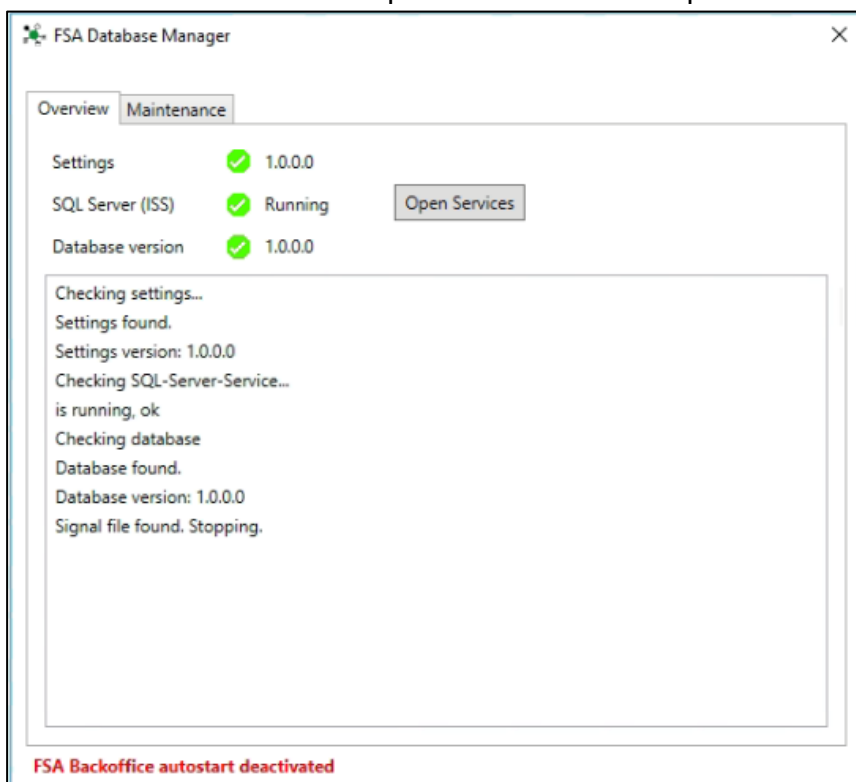 FSA Database Manager
Overview Maintenance
Settings 1.0.0.0
SQL Server (ISS) Running Open Services
Database version 1.0.0.0
Checking settings...
Settings found.
Settings version: 1.0.0.0
Checking SQL-Server-Service...
is running, ok
Checking database
Database found.
Database version: 1.0.0.0
Signal file found. Stopping.
FSA Backoffice autostart deactivated